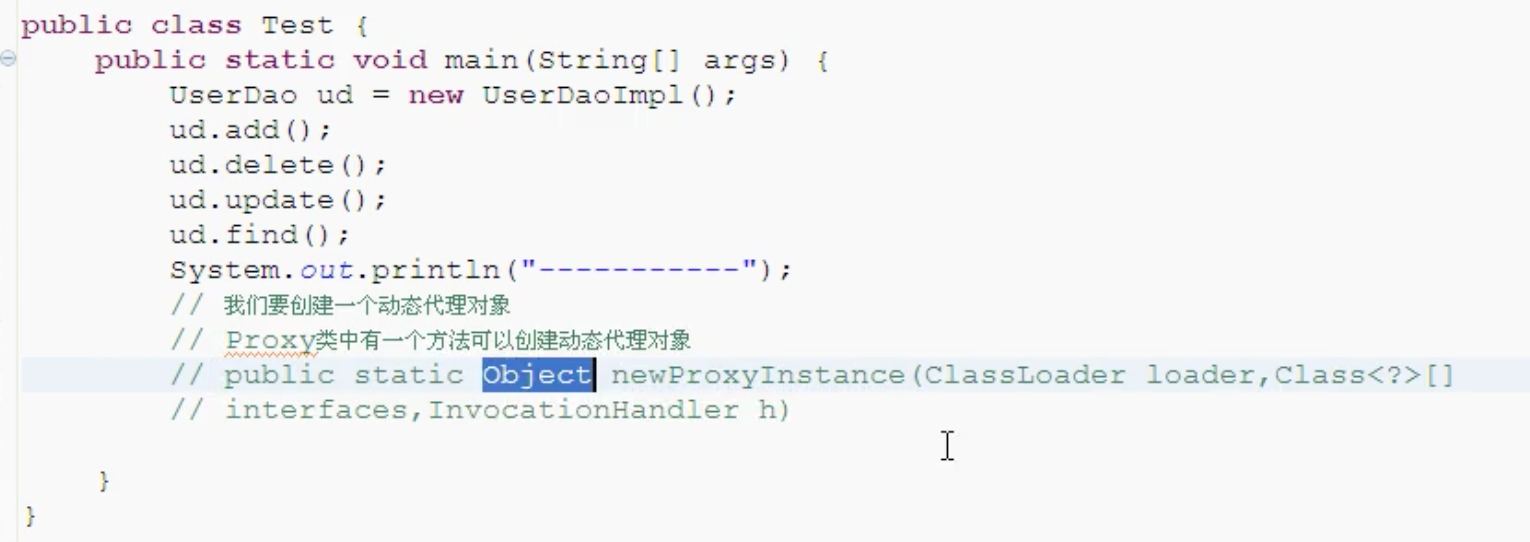 public class Test {
public static void main(String[] args) {
UserDao ud = new UserDaoImpl();
ud.add();
ud.delete();
ud.update();
ud.find();
System.out.println("-----------");
// 我们要创建一个动态代理对象
// Proxy类中有一个方法可以创建动态代理对象
// public static Object newProxyInstance(ClassLoader loader,Class<?>[]
// interfaces,InvocationHandler h)
}
}